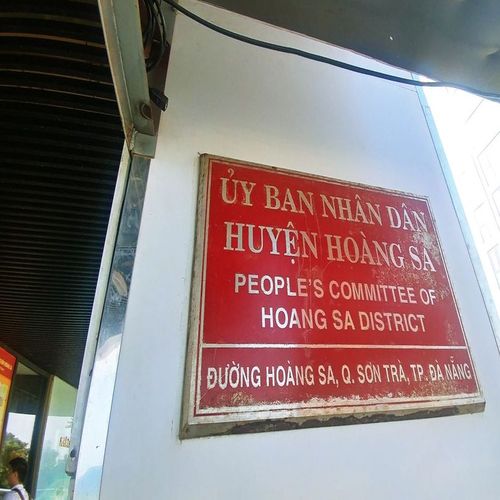 ỦY BAN NHÂN DÂN
HUYỆN HOÀNG SA
PEOPLE'S COMMITTEE OF
HOANG SA DISTRICT
ĐƯỜNG HOÀNG SA, Q. SƠN TRÀ, TP. ĐÀ NẴNG